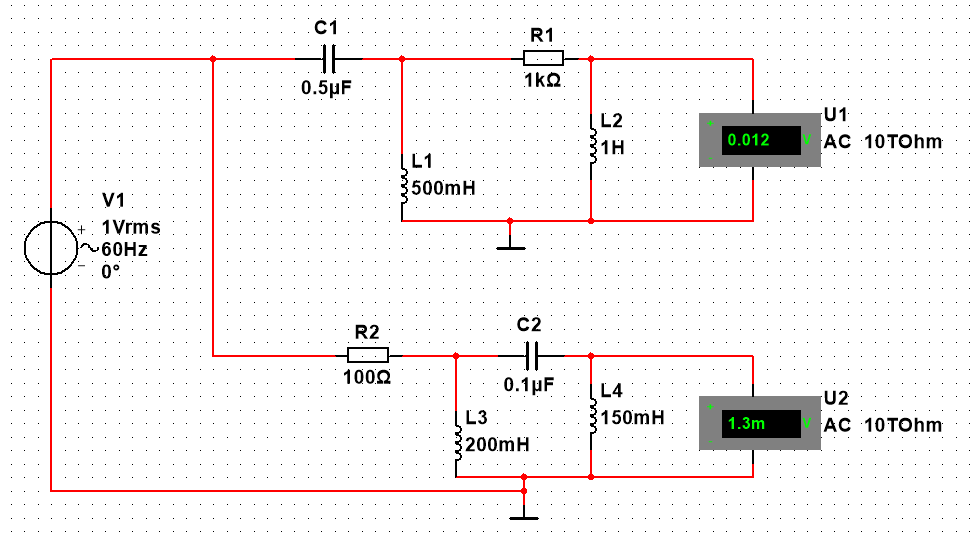 C1
0.5µF
R1
1kΩ
L2
1H
U1
+
0.012 V
-
AC 10TOhm
L1
500mH
V1
+
1Vrms
60Hz
-
0°
R2
100Ω
C2
0.1µF
L4
150mH
U2
+
1.3m V
AC 10TOhm
L3
200mH